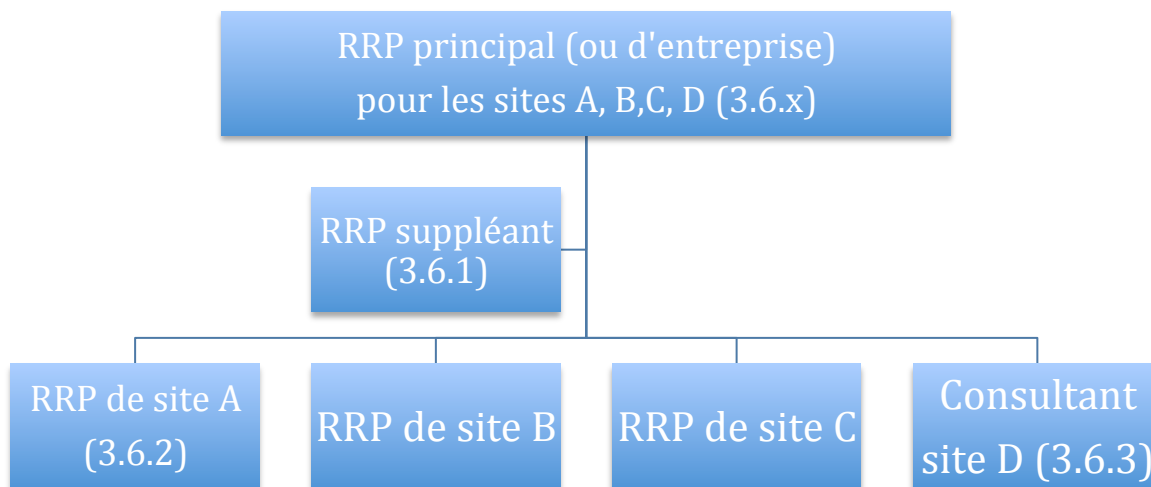 RRP principal (ou d'entreprise)
pour les sites A, B,C, D (3.6.x)
RRP suppléant
(3.6.1)
RRP de site A
(3.6.2)
RRP de site B
RRP de site C
Consultant
site D (3.6.3)